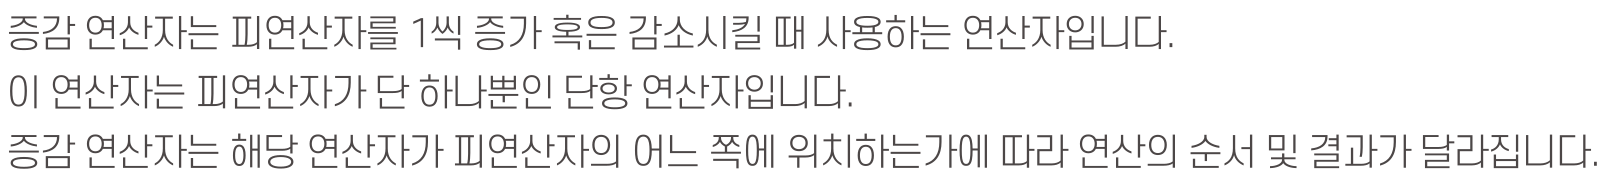 증감 연산자는 피연산자를 1씩 증가 혹은 감소시킬 때 사용하는 연산자입니다.
이 연산자는 피연산자가 단 하나뿐인 단항 연산자입니다.
증감 연산자는 해당 연산자가 피연산자의 어느 쪽에 위치하는가에 따라 연산의 순서 및 결과가 달라집니다.